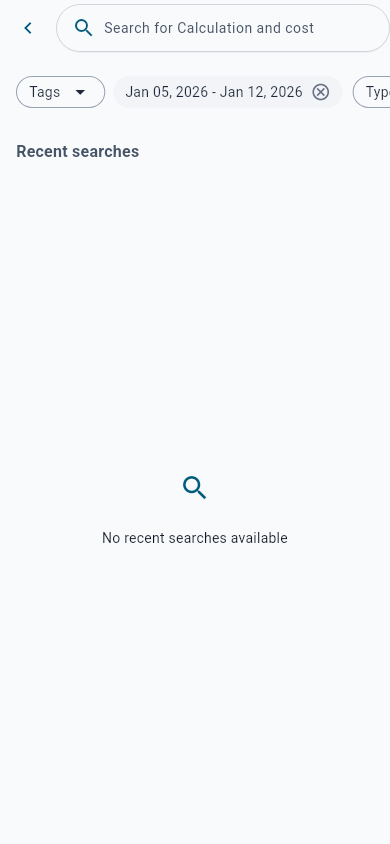 Search for Calculation and cost
Tags
Jan 05, 2026 - Jan 12, 2026
Recent searches
No recent searches available